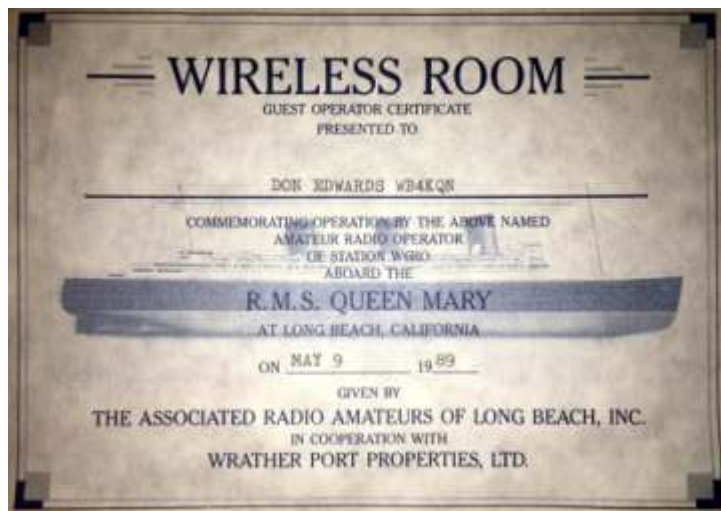 WIRELESS ROOM
GUEST OPERATOR CERTIFICATE
PRESENTED TO
DON EDWARDS WB4KQN
COMMEMORATING OPERATION BY THE ABOVE NAMED
AMATEUR RADIO OPERATOR
OF STATION W6RO
ABOARD THE
R.M.S. QUEEN MARY
AT LONG BEACH, CALIFORNIA
ON MAY 9 1989
GIVEN BY
THE ASSOCIATED RADIO AMATEURS OF LONG BEACH, INC.
IN COOPERATION WITH
WRATHER PORT PROPERTIES, LTD.